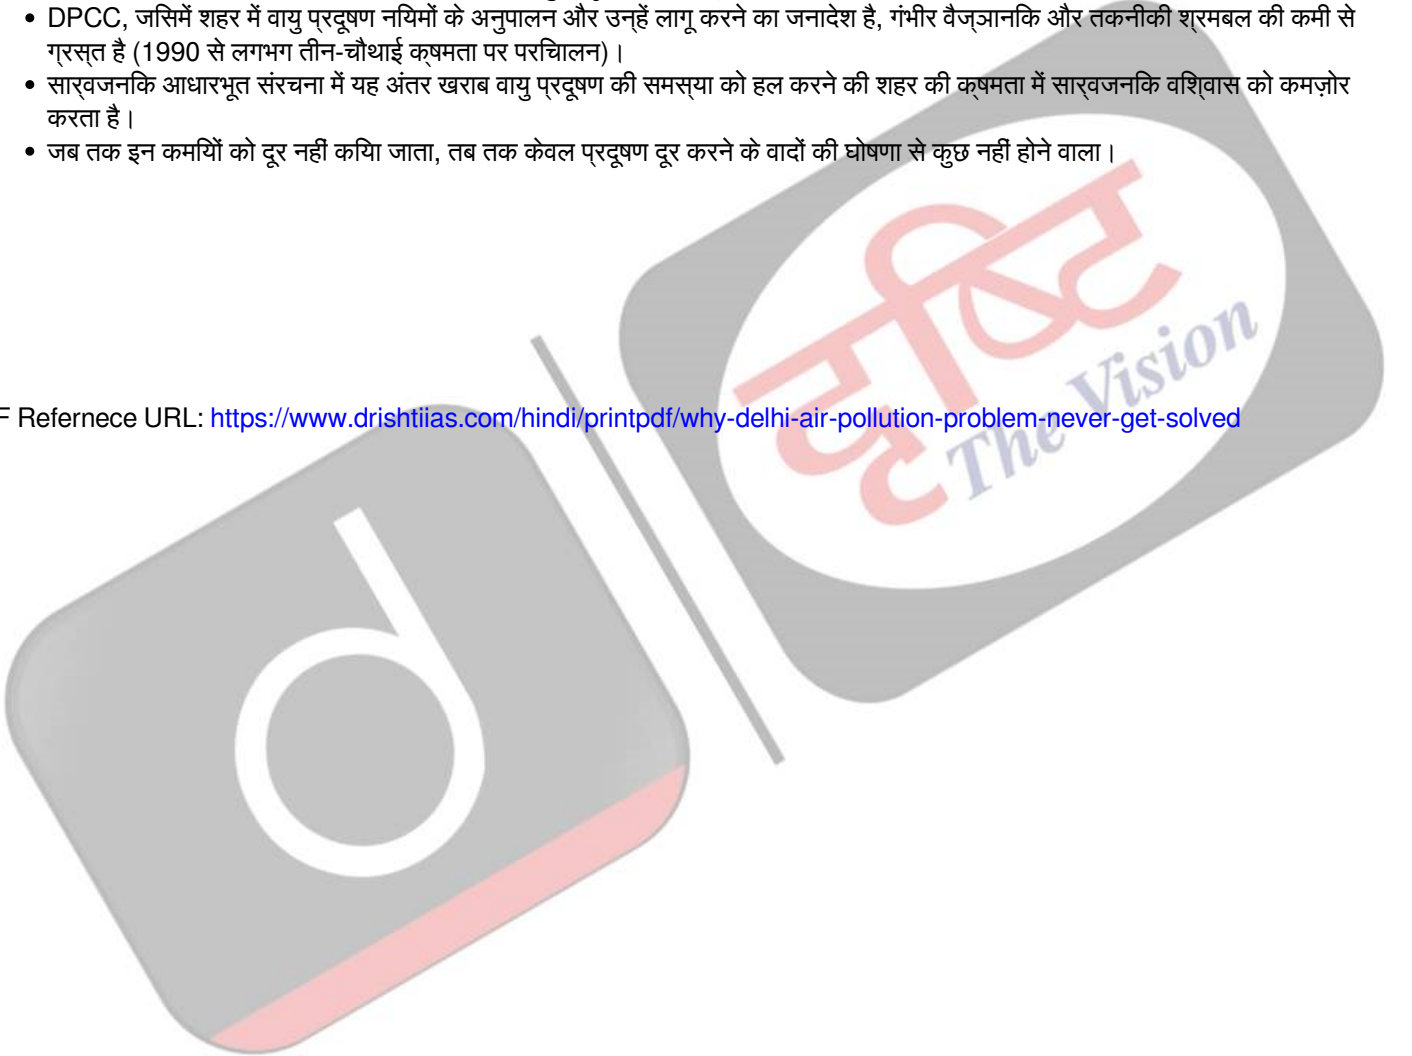 • DPCC, जिसमें शहर में वायु प्रदूषण नियमों के अनुपालन और उन्हें लागू करने का जनादेश है, गंभीर वैज्ञानिक और तकनीकी श्रमबल की कमी से
ग्रस्त है (1990 से लगभग तीन-चौथाई क्षमता पर परिचालन)।
• सार्वजनिक आधारभूत संरचना में यह अंतर खराब वायु प्रदूषण की समस्या को हल करने की शहर की क्षमता में सार्वजनिक विश्वास को कमज़ोर
करता है।
• जब तक इन कमियों को दूर नहीं किया जाता, तब तक केवल प्रदूषण दूर करने के वादों की घोषणा से कुछ नहीं होने वाला।
F Refernece URL: https://www.drishtiias.com/hindi/printpdf/why-delhi-air-pollution-problem-never-get-solved
दृष्टि
The Vision
d